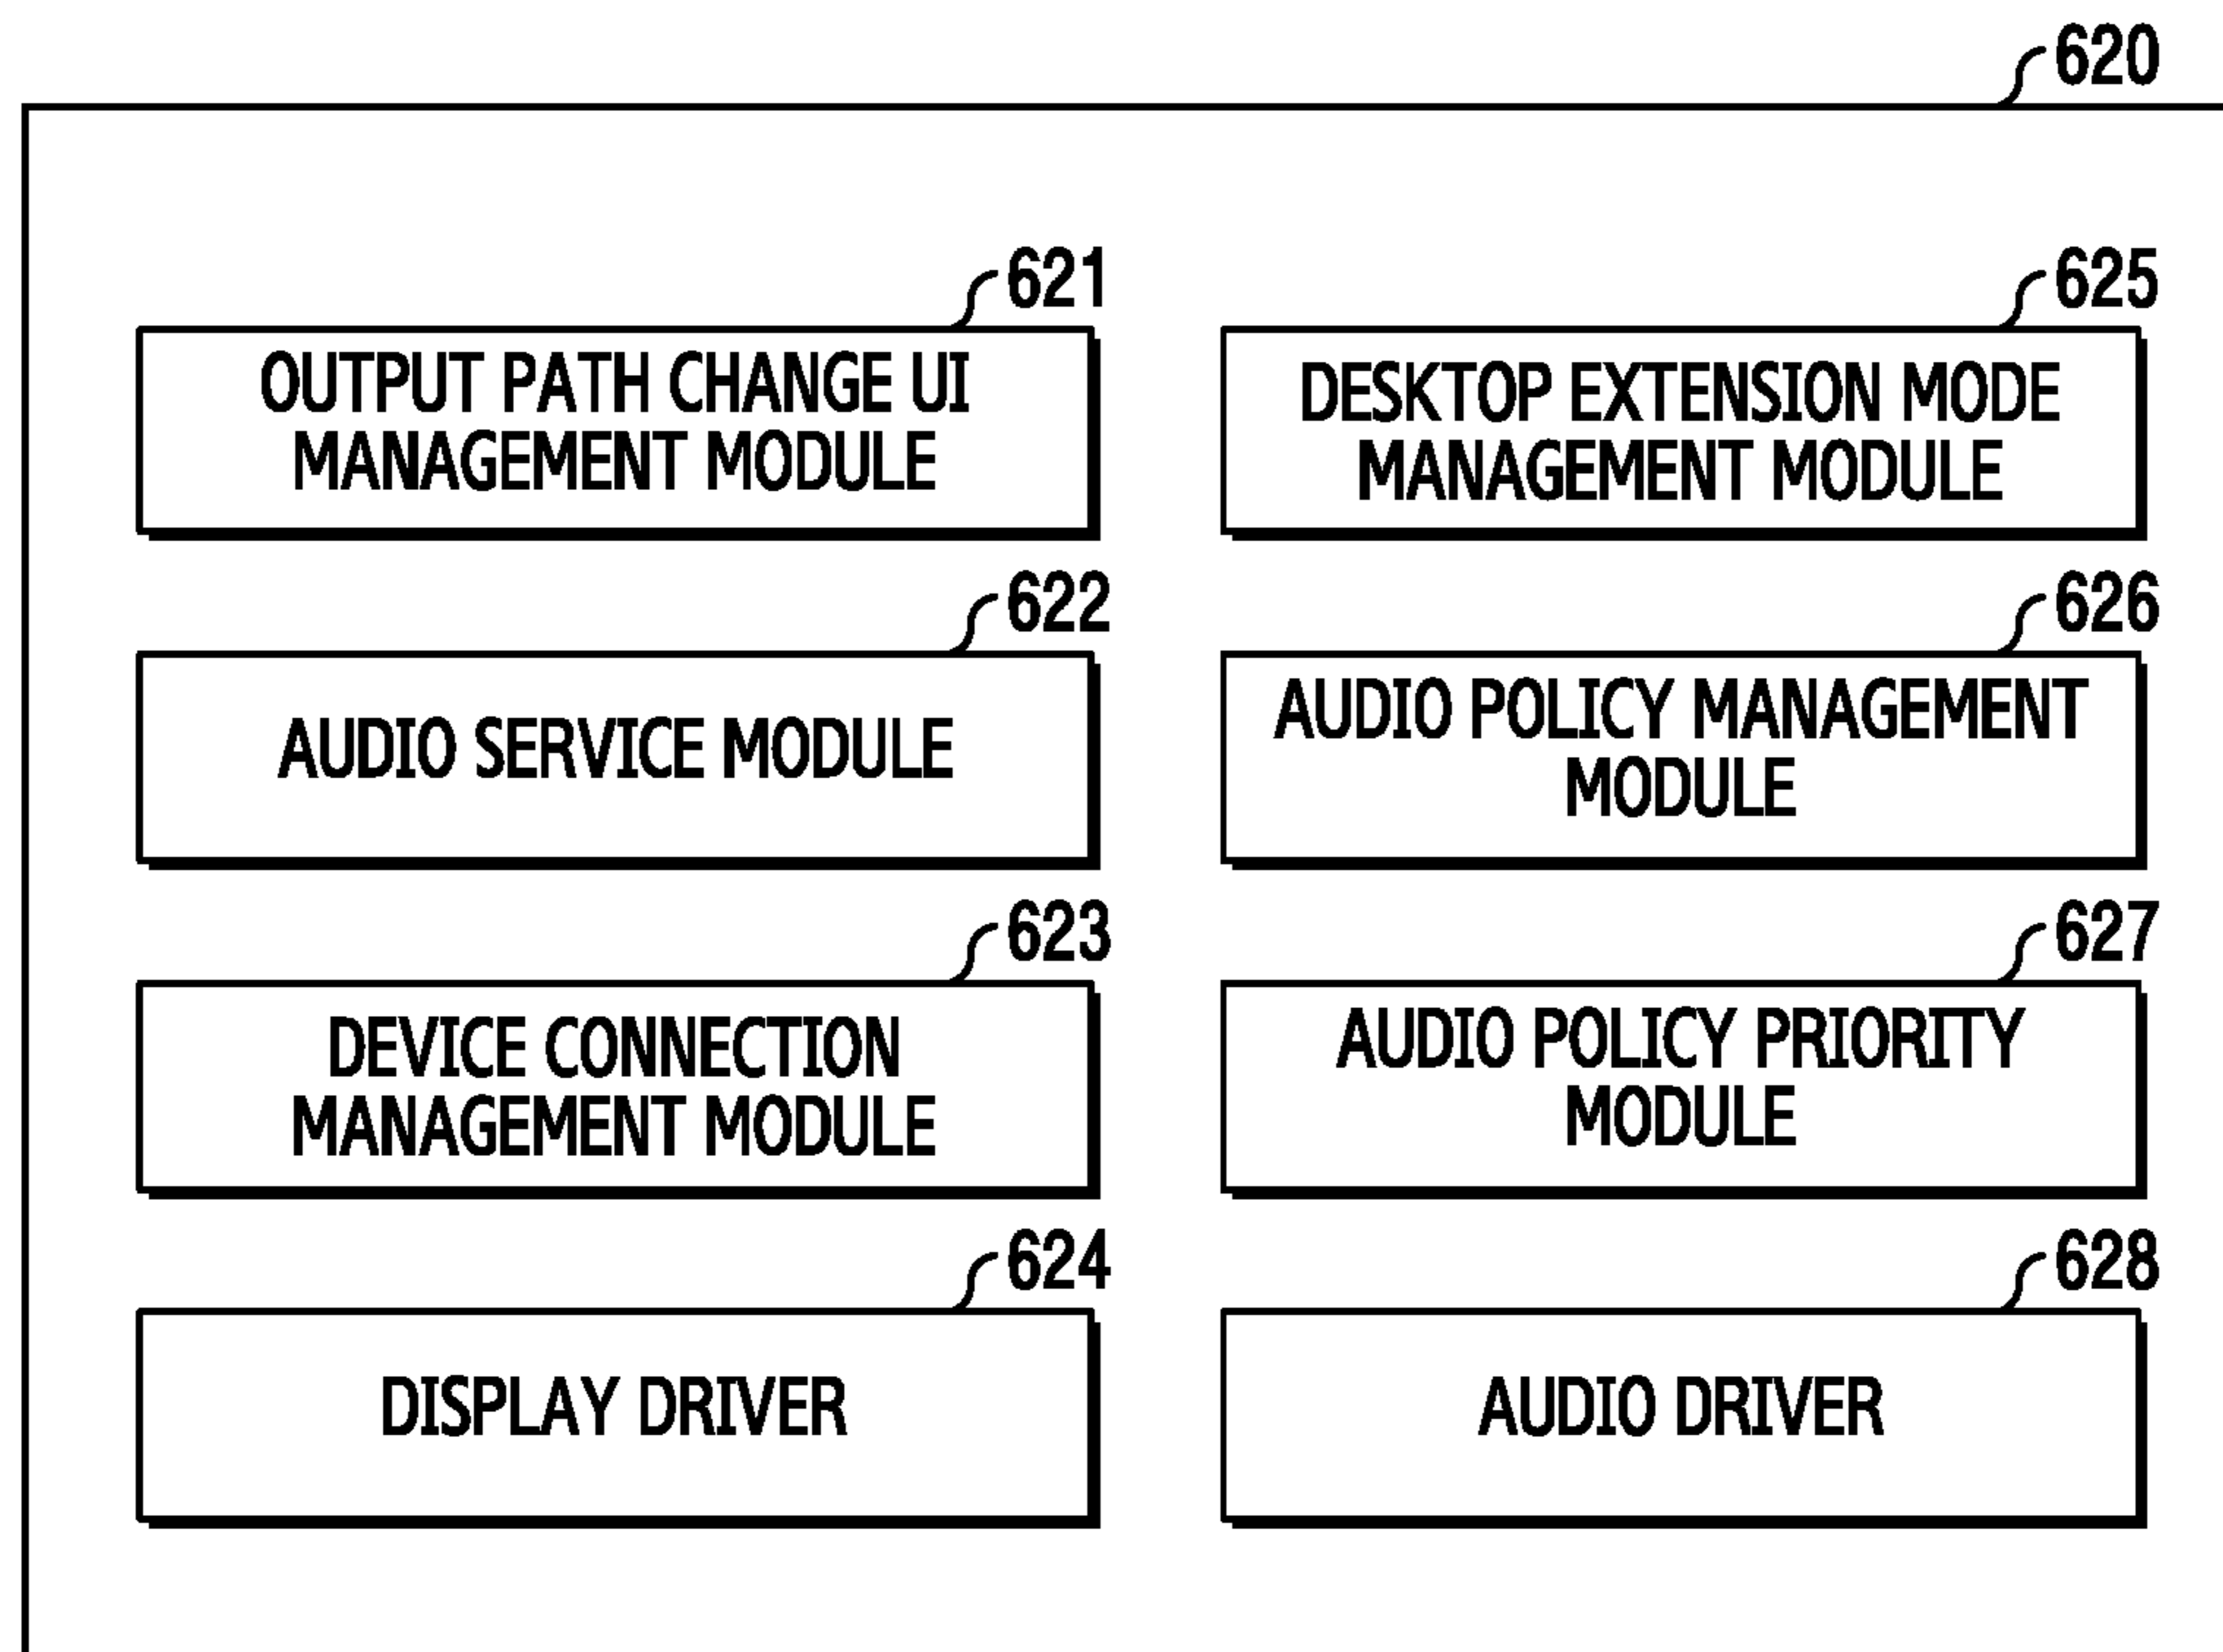 620
621
OUTPUT PATH CHANGE UI
MANAGEMENT MODULE
625
DESKTOP EXTENSION MODE
MANAGEMENT MODULE
622
AUDIO SERVICE MODULE
626
AUDIO POLICY MANAGEMENT
MODULE
623
DEVICE CONNECTION
MANAGEMENT MODULE
627
AUDIO POLICY PRIORITY
MODULE
624
DISPLAY DRIVER
628
AUDIO DRIVER